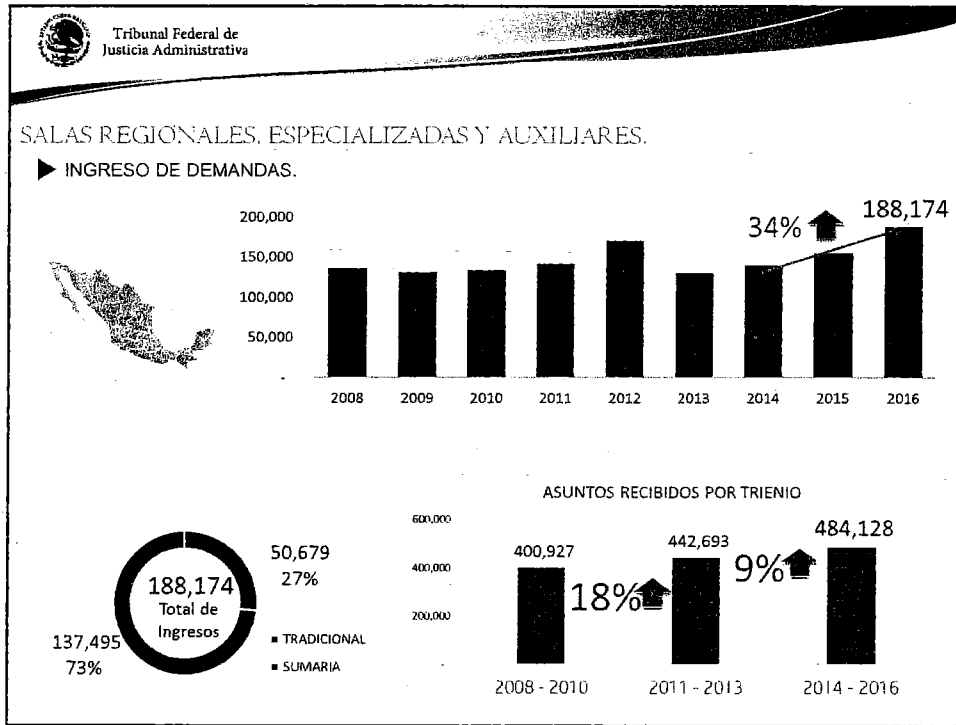 Tribunal Federal de
Justicia Administrativa
SALAS REGIONALES, ESPECIALIZADAS Y AUXILIARES.
INGRESO DE DEMANDAS.
200,000
150,000
100,000
50,000
-
34%
188,174
2008 2009 2010 2011 2012 2013 2014 2015 2016
188,174
Total de
Ingresos
50,679
27%
137,495
73%
TRADICIONAL
SUMARIA
ASUNTOS RECIBIDOS POR TRIENIO
600,000
400,000
200,000
400,927
18%
442,693
9%
484,128
2008 - 2010 2011 - 2013 2014 - 2016